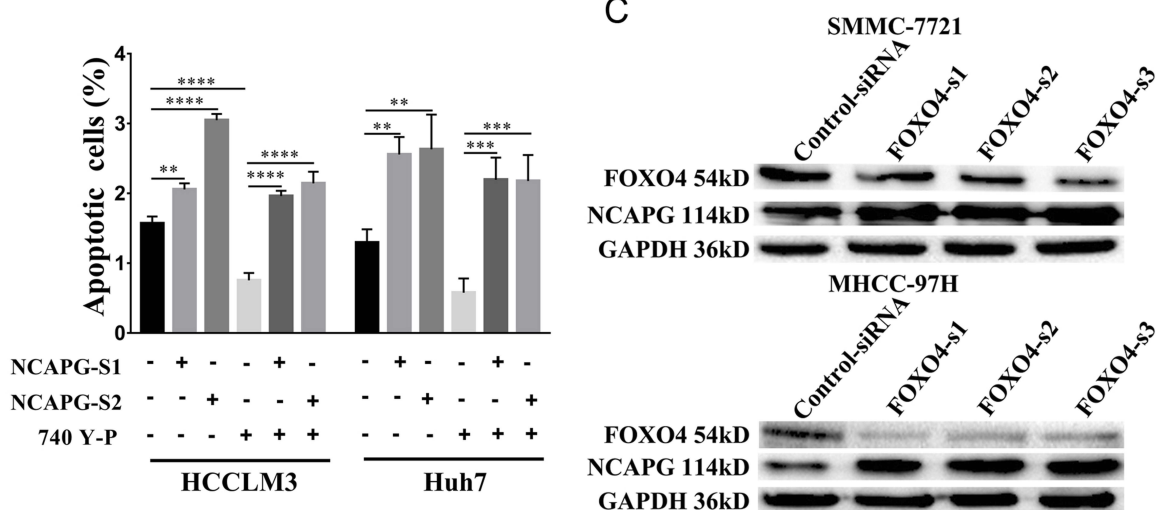 Apoptotic cells (%)
4
3
2
1
0
****
****
**
****
****
**
**
***
***
NCAPG-S1 - + - - + - - + - - + -
NCAPG-S2 - - + - - + - - + - - +
740 Y-P - - - + + + - - - + + +
HCCLM3 Huh7
C
SMMC-7721
Control-siRNA FOXO4-s1 FOXO4-s2 FOXO4-s3
FOXO4 54kD
NCAPG 114kD
GAPDH 36kD
MHCC-97H
Control-siRNA FOXO4-s1 FOXO4-s2 FOXO4-s3
FOXO4 54kD
NCAPG 114kD
GAPDH 36kD